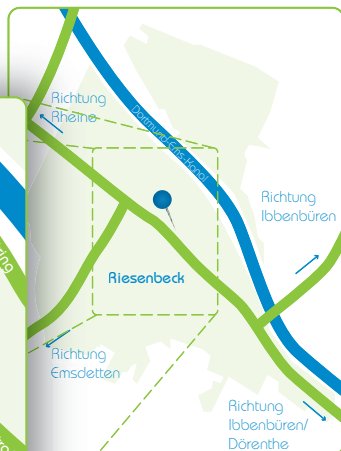 Richtung
Rheine
Dortmund-Ems-Kanal
Richtung
Ibbenbüren
Riesenbeck
Richtung
Emsdetten
Richtung
Ibbenbüren/
Dörenthe